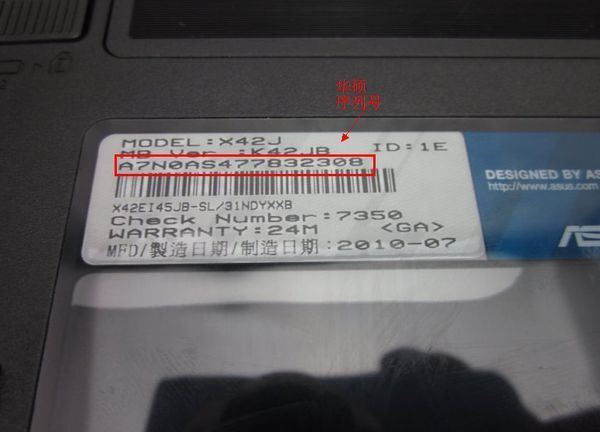 华硕
序列号
MODEL:X42J
MB Ver.:K42JB ID:1E
A7N0AS477832308
X42EI45JB-SL/31NDYXXB
Check Number:7350
WARRANTY:24M <GA>
MFD/製造日期/制造日期:2010-07
DESIGNED BY AS
http://www.asus.com
AS